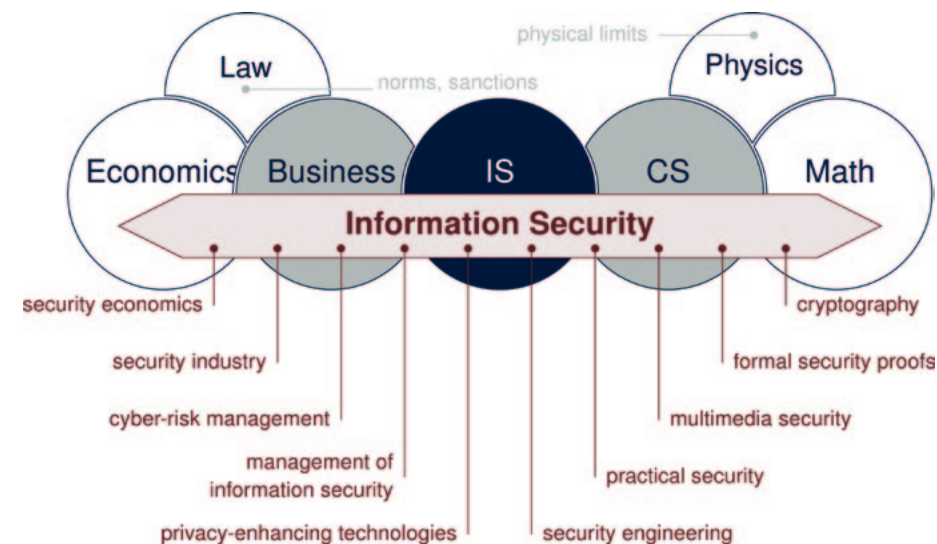 physical limits
Law
Physics
norms, sanctions
Economics
Business
IS
CS
Math
Information Security
security economics
cryptography
security industry
formal security proofs
cyber-risk management
multimedia security
management of
information security
practical security
privacy-enhancing technologies
security engineering